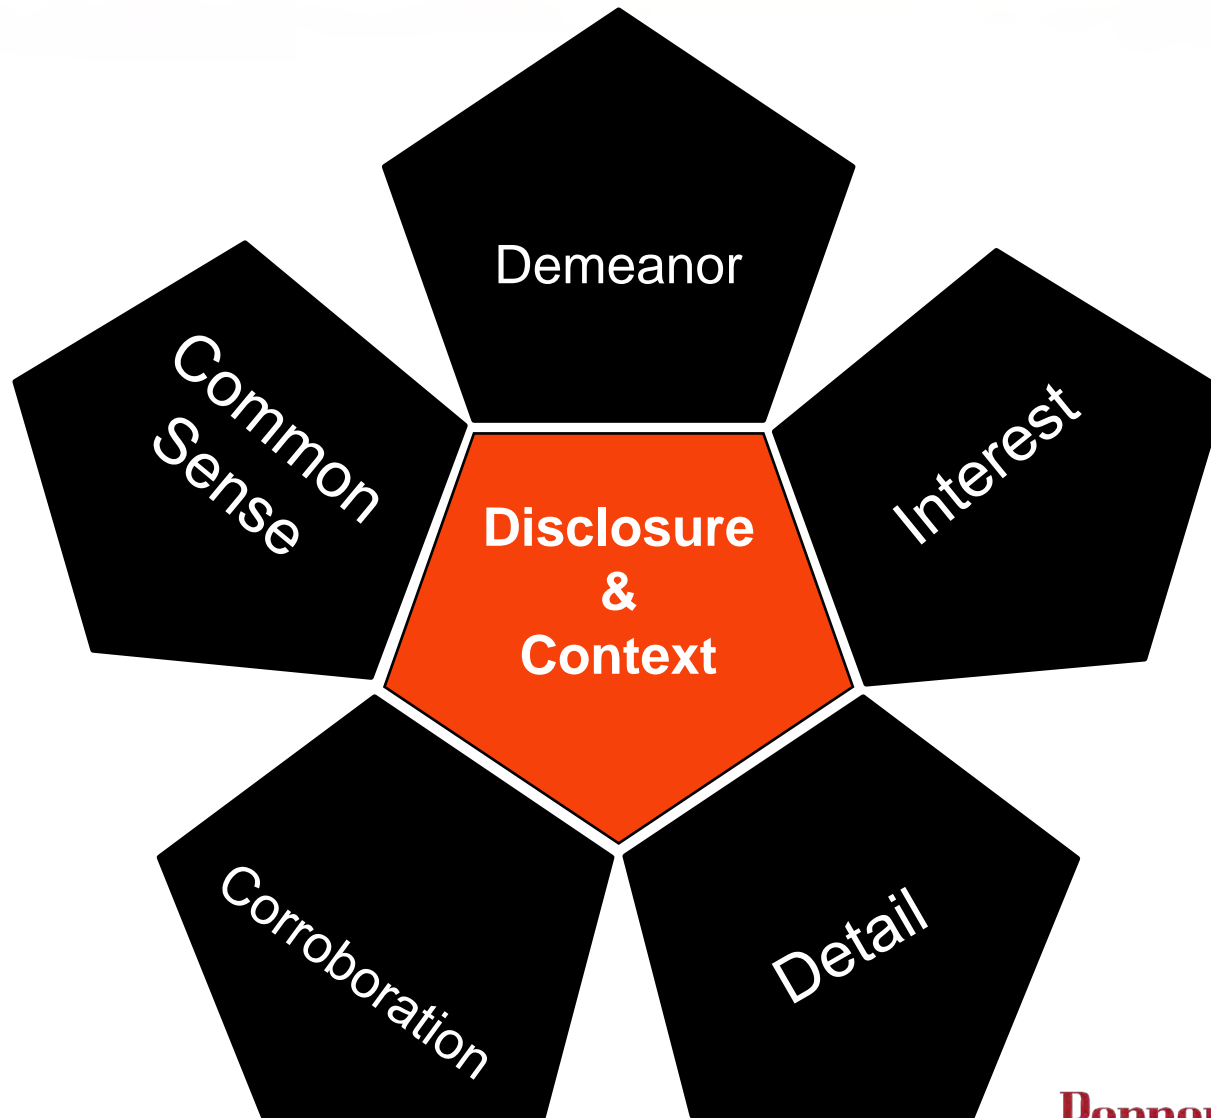 Demeanor
Common
Sense
Interest
Disclosure
&
Context
Corroboration
Detail